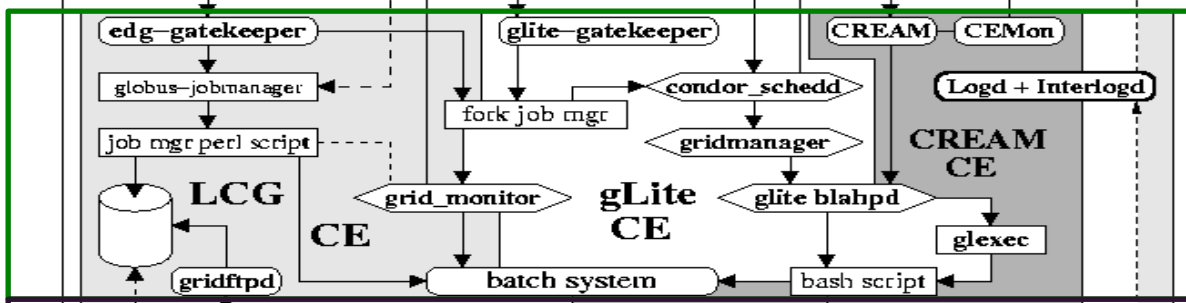 edg-gatekeeper
glite-gatekeeper
CREAM
CEMon
globus-jobmanager
condor_schedd
Logd + Interlogd
fork job mgr
job mgr perl script
gridmanager
CREAM
CE
LCG
CE
grid_monitor
gLite
CE
glite blahpd
glexec
gridftpd
batch system
bash script